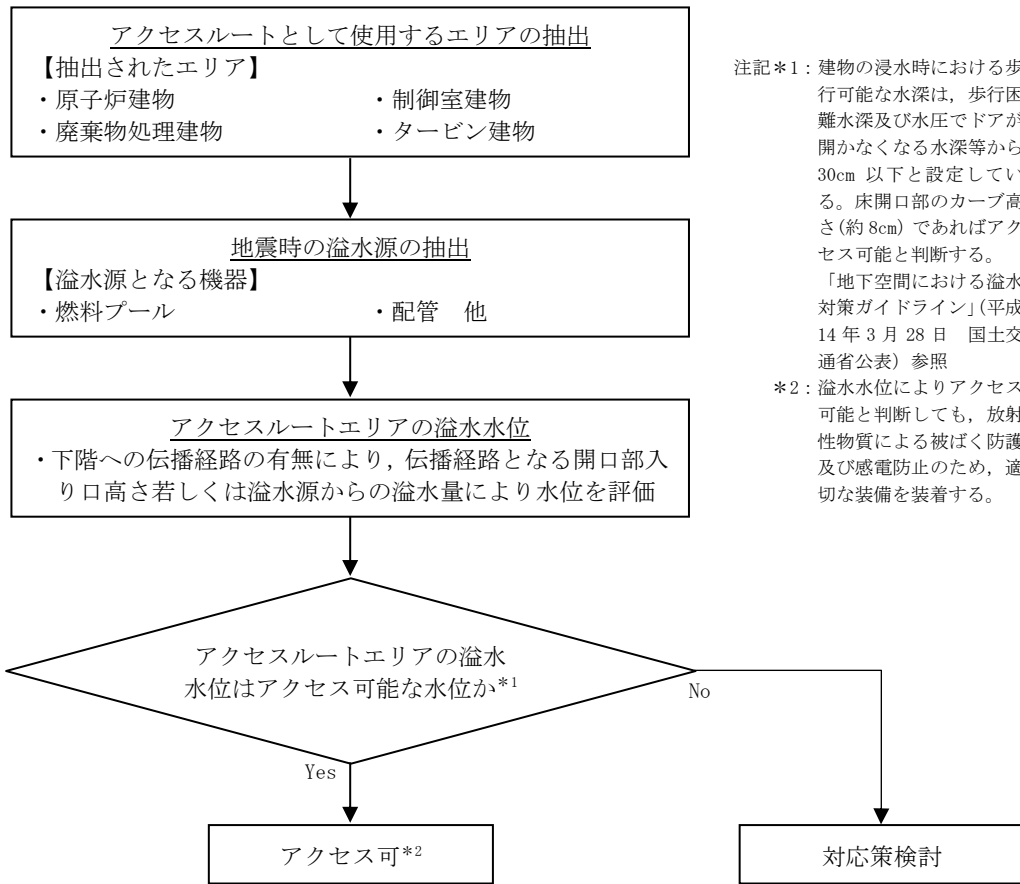 アクセスルートとして使用するエリアの抽出
【抽出されたエリア】
・原子炉建物　・制御室建物
・廃棄物処理建物　・タービン建物
地震時の溢水源の抽出
【溢水源となる機器】
・燃料プール　・配管　他
アクセスルートエリアの溢水水位
・下階への伝播経路の有無により，伝播経路となる開口部入
り口高さ若しくは溢水源からの溢水量により水位を評価
アクセスルートエリアの溢水
水位はアクセス可能な水位か*1
No
Yes
アクセス可*2
対応策検討
注記＊1：建物の浸水時における歩
行可能な水深は，歩行困
難水深及び水圧でドアが
開かなくなる水深等から
30cm 以下と設定してい
る。床開口部のカーブ高
さ(約 8cm) であればアク
セス可能と判断する。
「地下空間における溢水
対策ガイドライン」(平成
14 年 3 月 28 日　国土交
通省公表）参照
＊2：溢水水位によりアクセス
可能と判断しても，放射
性物質による被ばく防護
及び感電防止のため，適
切な装備を装着する。